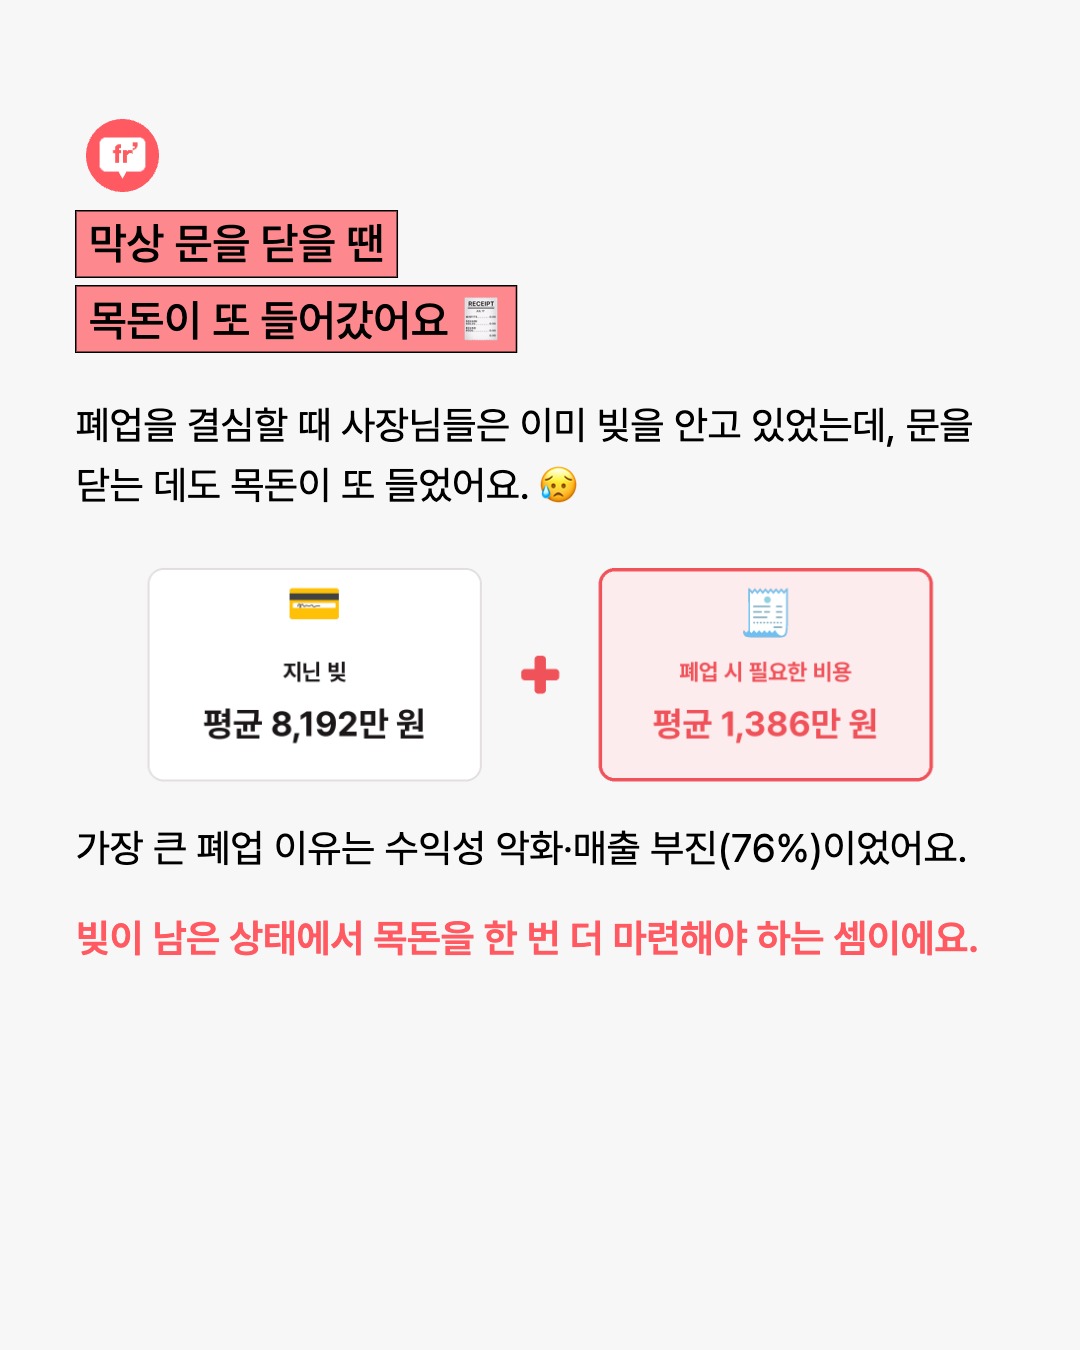 fr’
막상 문을 닫을 땐
목돈이 또 들어갔어요
RECEIPT
폐업을 결심할 때 사장님들은 이미 빚을 안고 있었는데, 문을
닫는 데도 목돈이 또 들었어요.
지닌 빚
평균 8,192만 원
폐업 시 필요한 비용
평균 1,386만 원
가장 큰 폐업 이유는 수익성 악화·매출 부진(76%)이었어요.
빚이 남은 상태에서 목돈을 한 번 더 마련해야 하는 셈이에요.